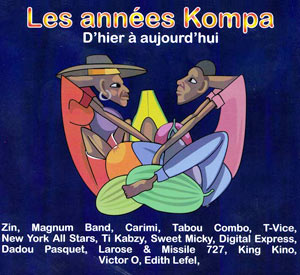 Les années Kompa
D'hier à aujourd'hui
Zin, Magnum Band, Carimi, Tabou Combo, T-Vice,
New York All Stars, Ti Kabzy, Sweet Micky, Digital Express,
Dadou Pasquet, Larose & Missile 727, King Kino,
Victor O, Edith Lefel,